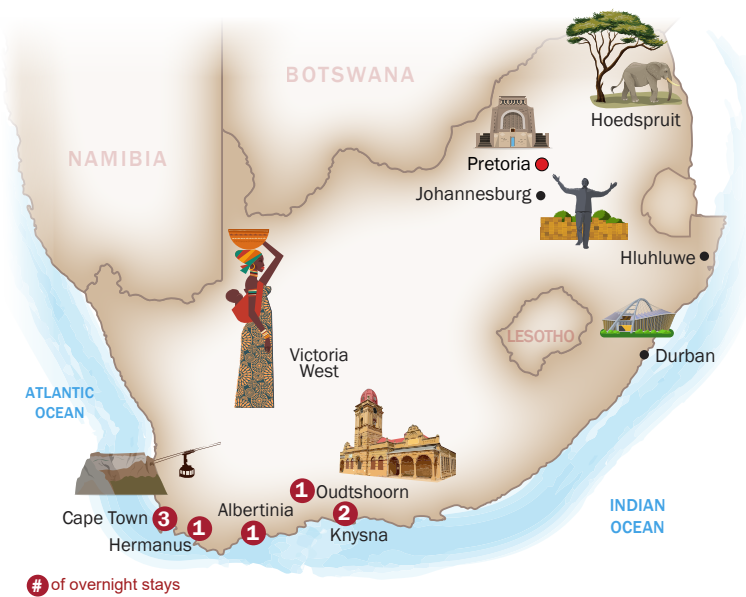 BOTSWANA
NAMIBIA
Hoedspruit
Pretoria
Johannesburg
Hluhluwe
LESOTHO
Durban
Victoria
West
ATLANTIC
OCEAN
INDIAN
OCEAN
1 Oudtshoorn
Cape Town 3
Albertinia
2
1
1
Hermanus
Knysna
# of overnight stays